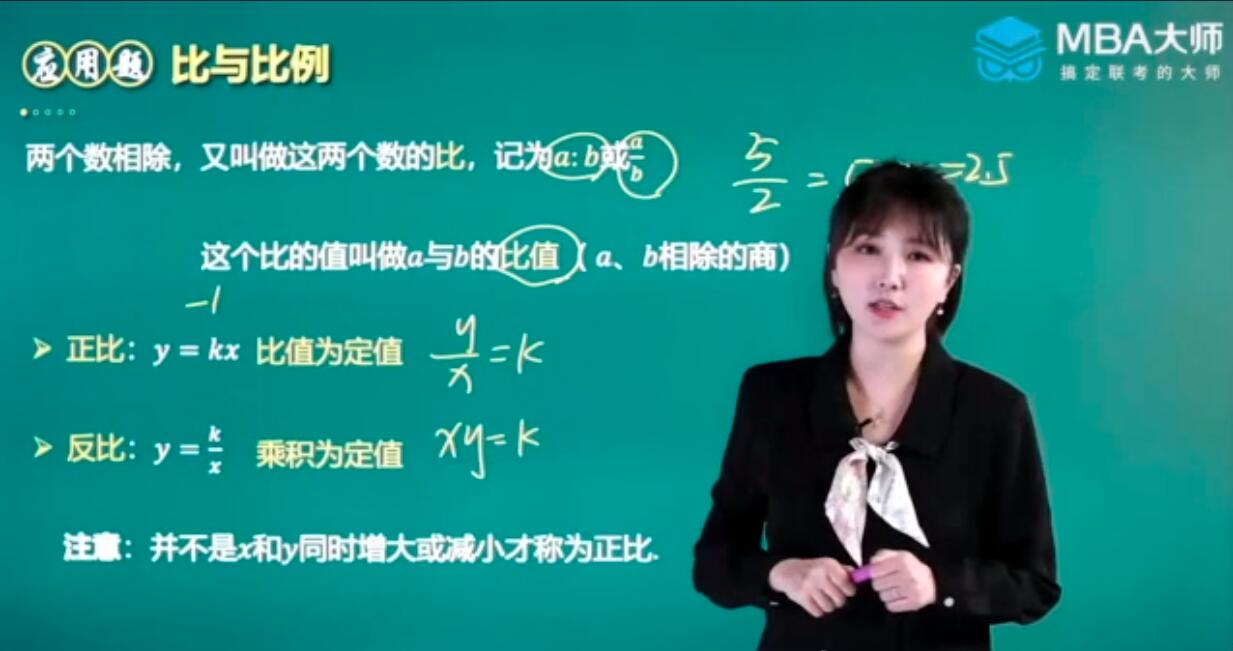 应用题 比与比例
MBA大师
搞定联考的大师
两个数相除，又叫做这两个数的比，记为a:b或a/b
5/2 = =2.5
这个比的值叫做a与b的比值（a、b相除的商）
-1
正比：y = kx 比值为定值 y/x=k
反比：y = k/x 乘积为定值 xy=k
注意：并不是x和y同时增大或减小才称为正比.